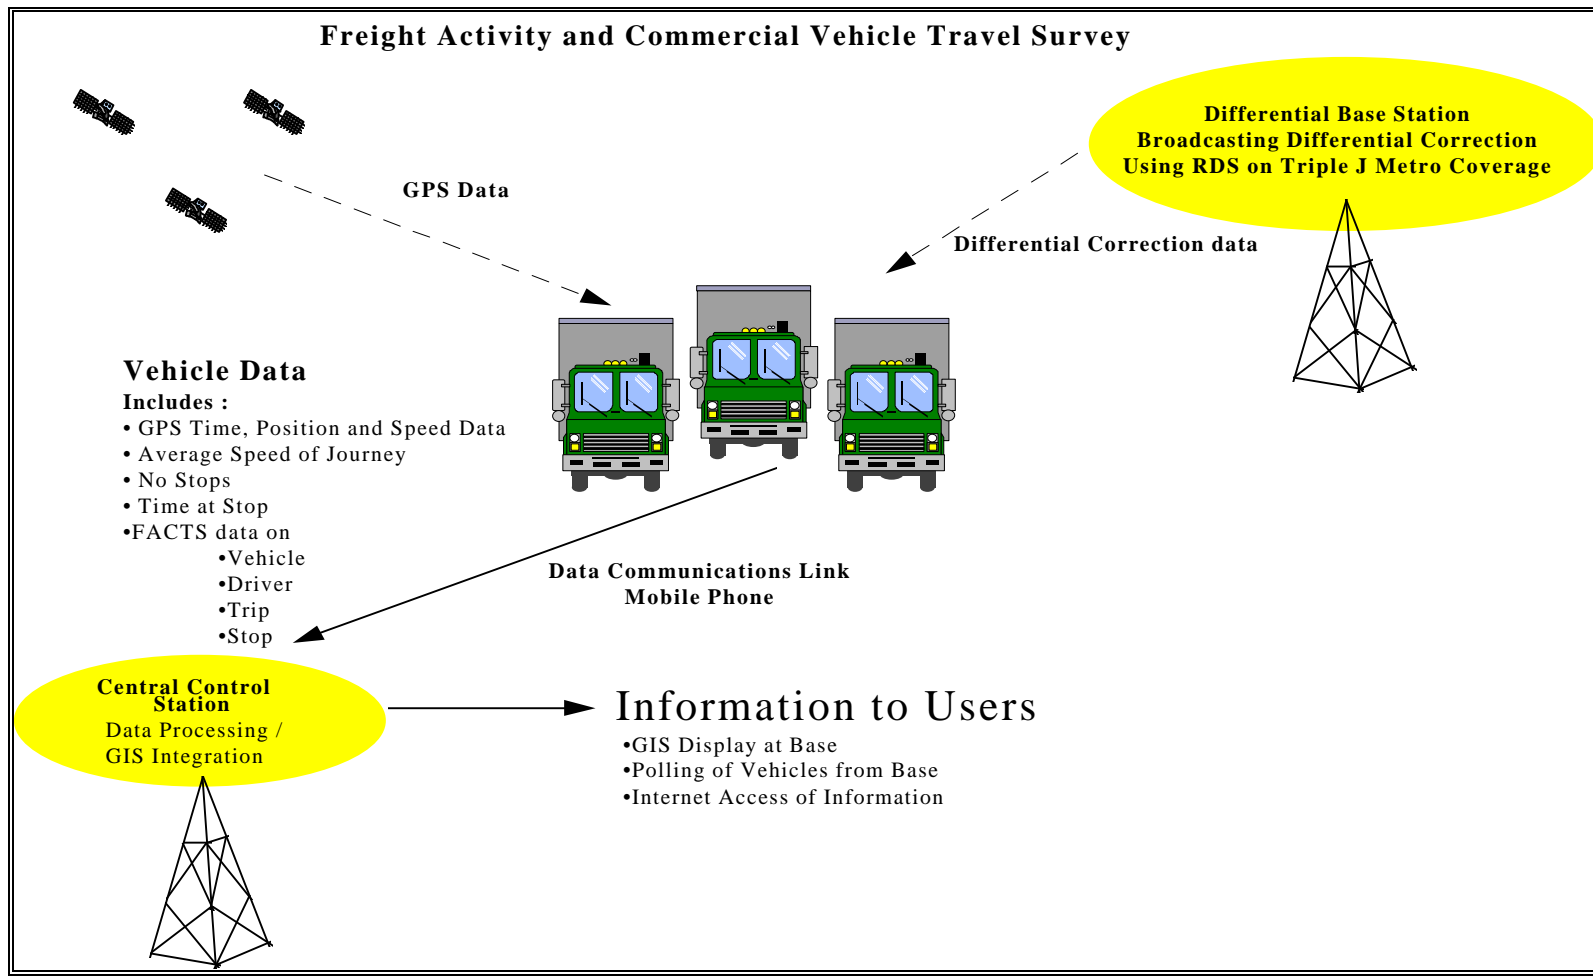 Freight Activity and Commercial Vehicle Travel Survey
Differential Base Station
Broadcasting Differential Correction
Using RDS on Triple J Metro Coverage
GPS Data
Differential Correction data
Vehicle Data
Includes :
• GPS Time, Position and Speed Data
• Average Speed of Journey
• No Stops
• Time at Stop
•FACTS data on
•Vehicle
•Driver
•Trip
•Stop
Data Communications Link
Mobile Phone
Central Control
Station
Data Processing /
GIS Integration
Information to Users
•GIS Display at Base
•Polling of Vehicles from Base
•Internet Access of Information